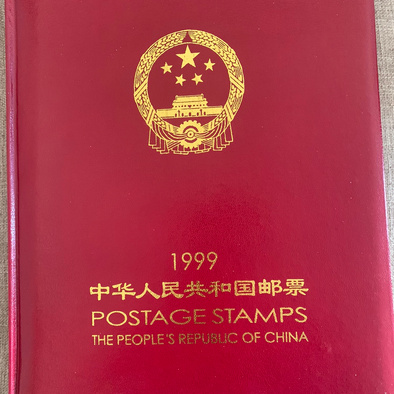 1999
中华人民共和国邮票
POSTAGE STAMPS
THE PEOPLE'S REPUBLIC OF CHINA